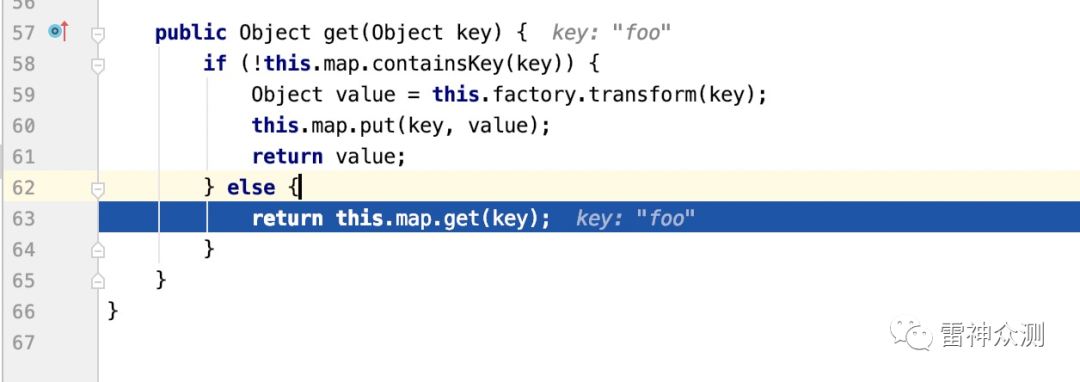 56
57 public Object get(Object key) { key: "foo"
58 if (!this.map.containsKey(key)) {
59 Object value = this.factory.transform(key);
60 this.map.put(key, value);
61 return value;
62 } else {
63 return this.map.get(key); key: "foo"
64 }
65 }
66 }
67
雷神众测